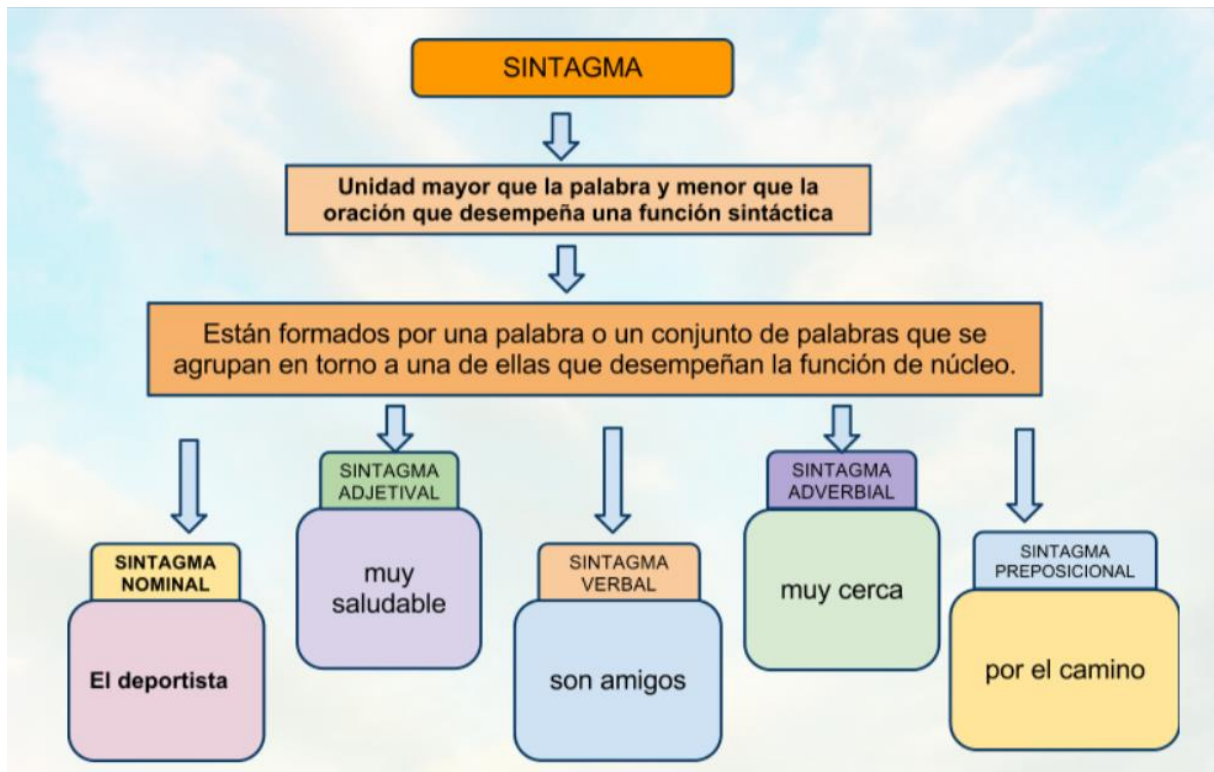 SINTAGMA
Unidad mayor que la palabra y menor que la
oración que desempeña una función sintáctica
Están formados por una palabra o un conjunto de palabras que se
agrupan en torno a una de ellas que desempeñan la función de núcleo.
SINTAGMA
NOMINAL
El deportista
SINTAGMA
ADJETIVAL
muy
saludable
SINTAGMA
VERBAL
son amigos
SINTAGMA
ADVERBIAL
muy cerca
SINTAGMA
PREPOSICIONAL
por el camino